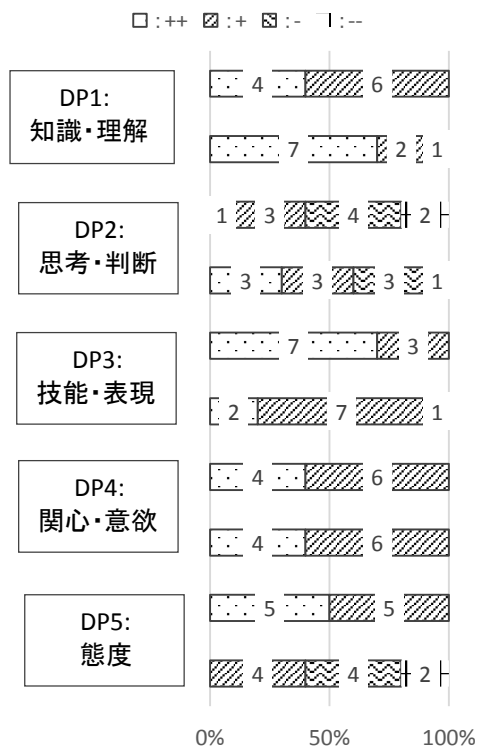 : ++ : + : - : --
DP1:
知識・理解
4 6
7 2 1
DP2:
思考・判断
1 3 4 2
3 3 3 1
DP3:
技能・表現
7 3
2 7 1
DP4:
関心・意欲
4 6
4 6
DP5:
態度
5 5
4 4 2
0% 50% 100%